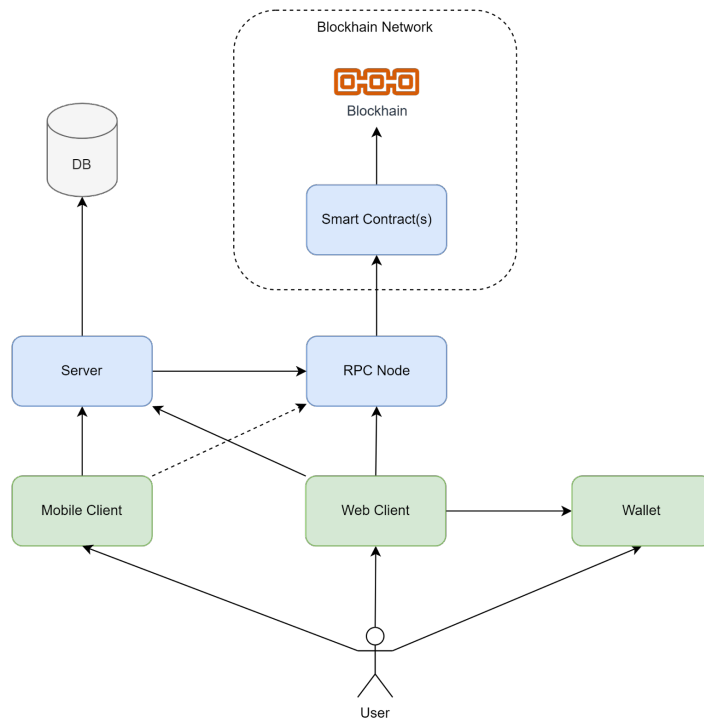 Blockhain Network
Blockhain
DB
Smart Contract(s)
Server
RPC Node
Mobile Client
Web Client
Wallet
User